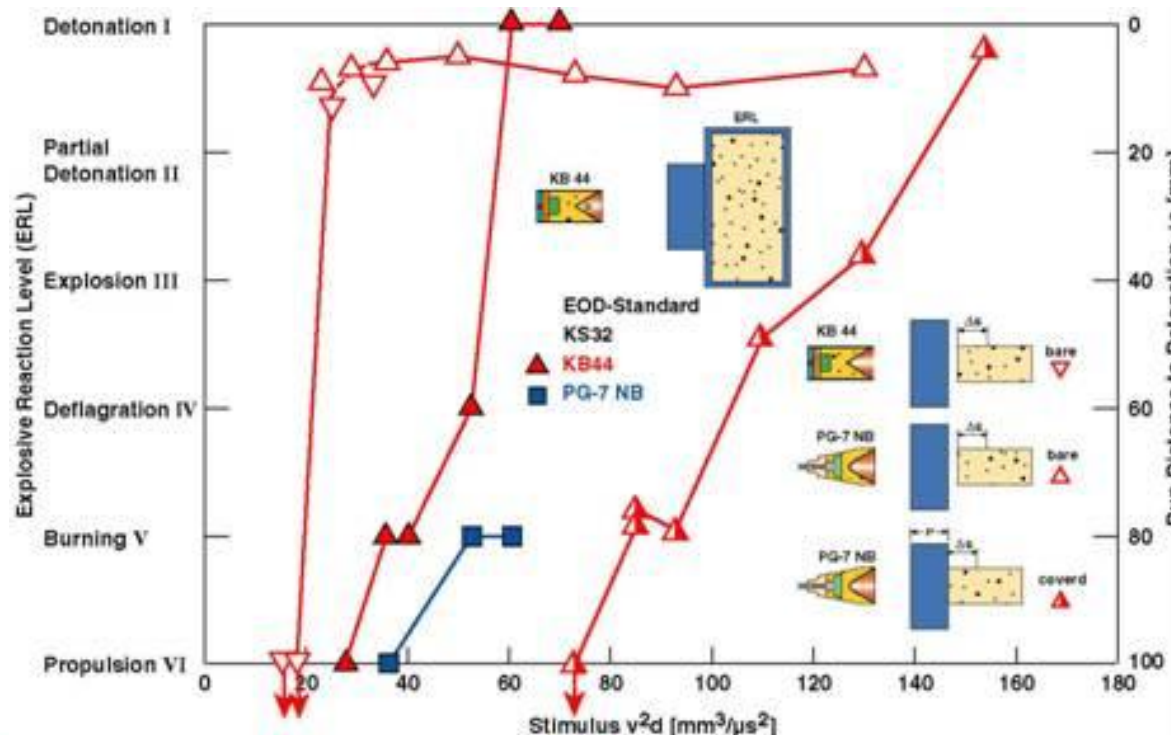 Detonation I
Partial
Detonation II
Explosion III
Deflagration IV
Burning V
Propulsion VI
Explosive Reaction Level (ERL)
0
20
40
60
80
100
120
140
160
180
Stimulus v²d [mm³/µs²]
0
20
40
60
80
100
ERL
KB 44
EOD-Standard
KS32
KB44
PG-7 NB
KB 44
Δs
bare
PG-7 NB
Δs
bare
PG-7 NB
P
Δs
coverd